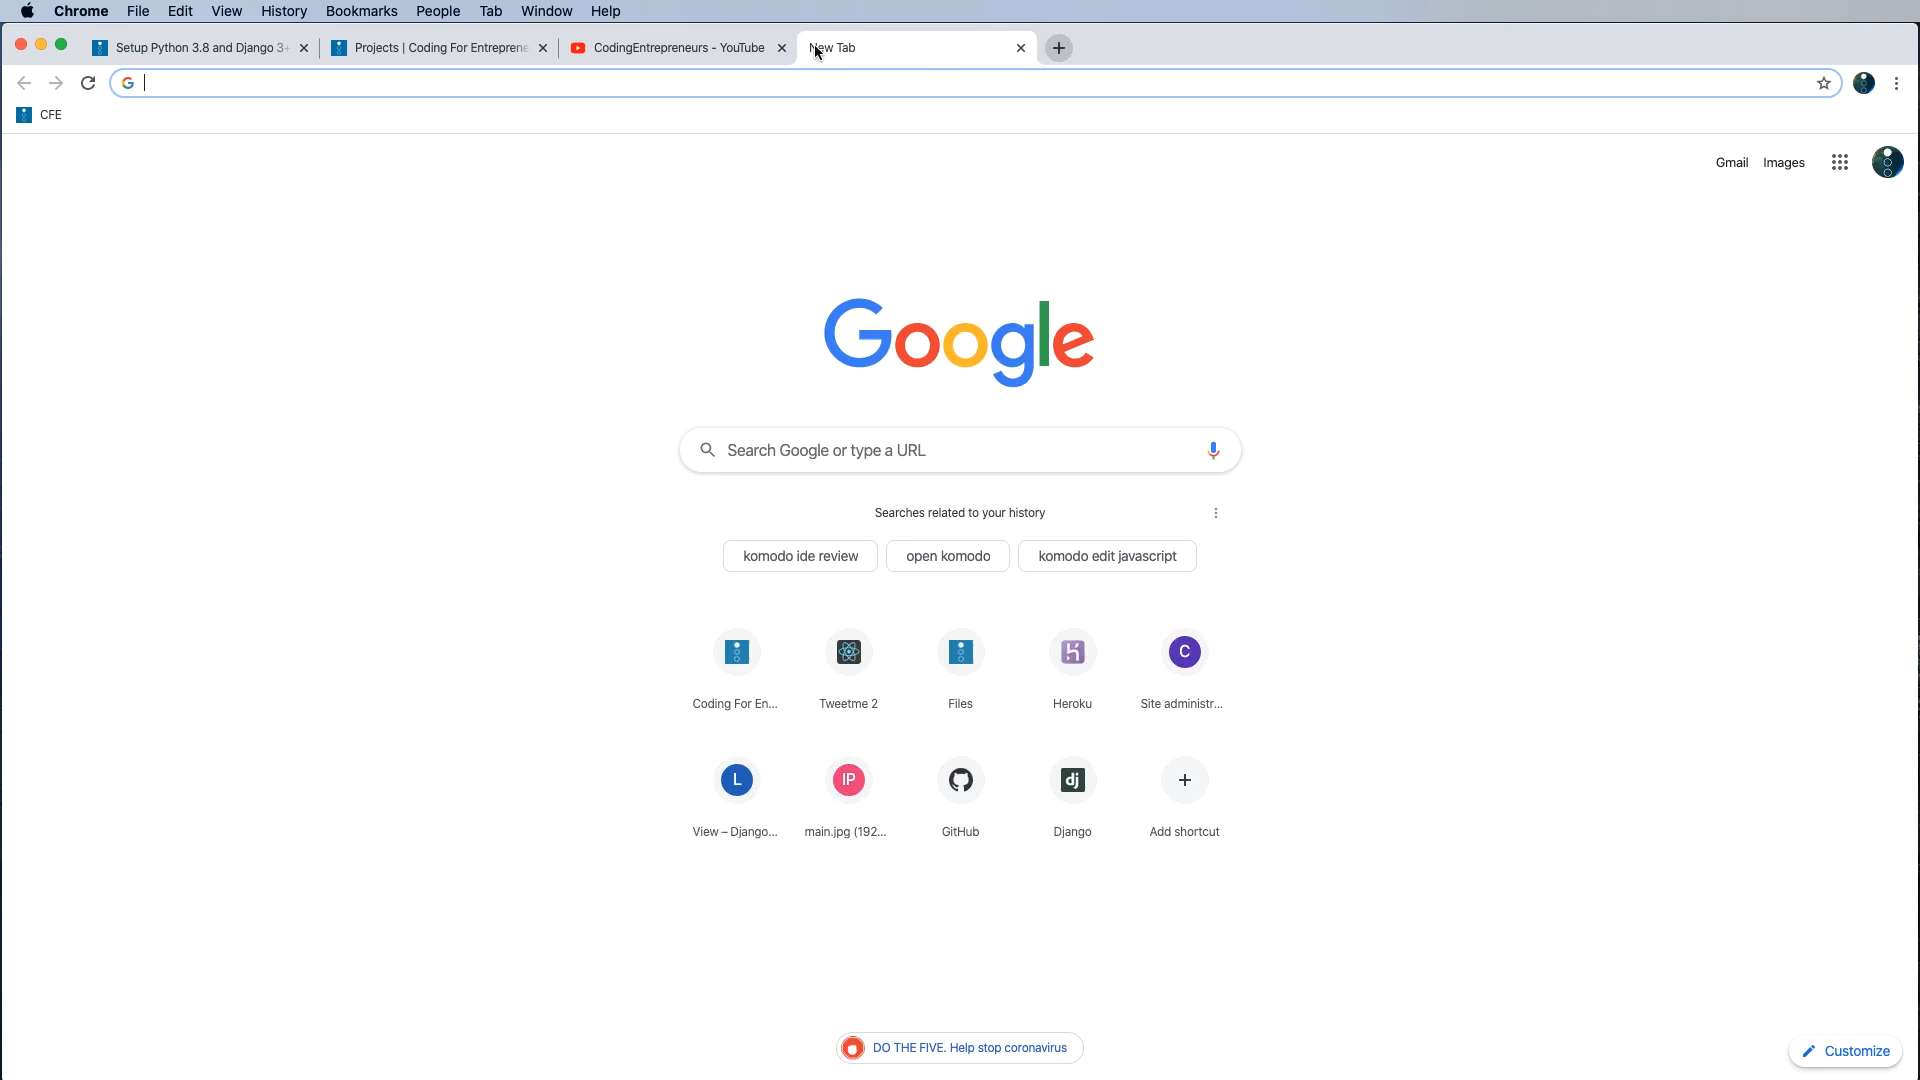 Chrome File Edit View History Bookmarks People Tab Window Help
Setup Python 3.8 and Django 3+ Projects | Coding For Entreprene CodingEntrepreneurs - YouTube New Tab
CFE
Gmail Images
Google
Search Google or type a URL
Searches related to your history
komodo ide review open komodo komodo edit javascript
C
Coding For En... Tweetme 2 Files Heroku Site administr...
L IP dj
View – Django... main.jpg (192... GitHub Django Add shortcut
DO THE FIVE. Help stop coronavirus
Customize